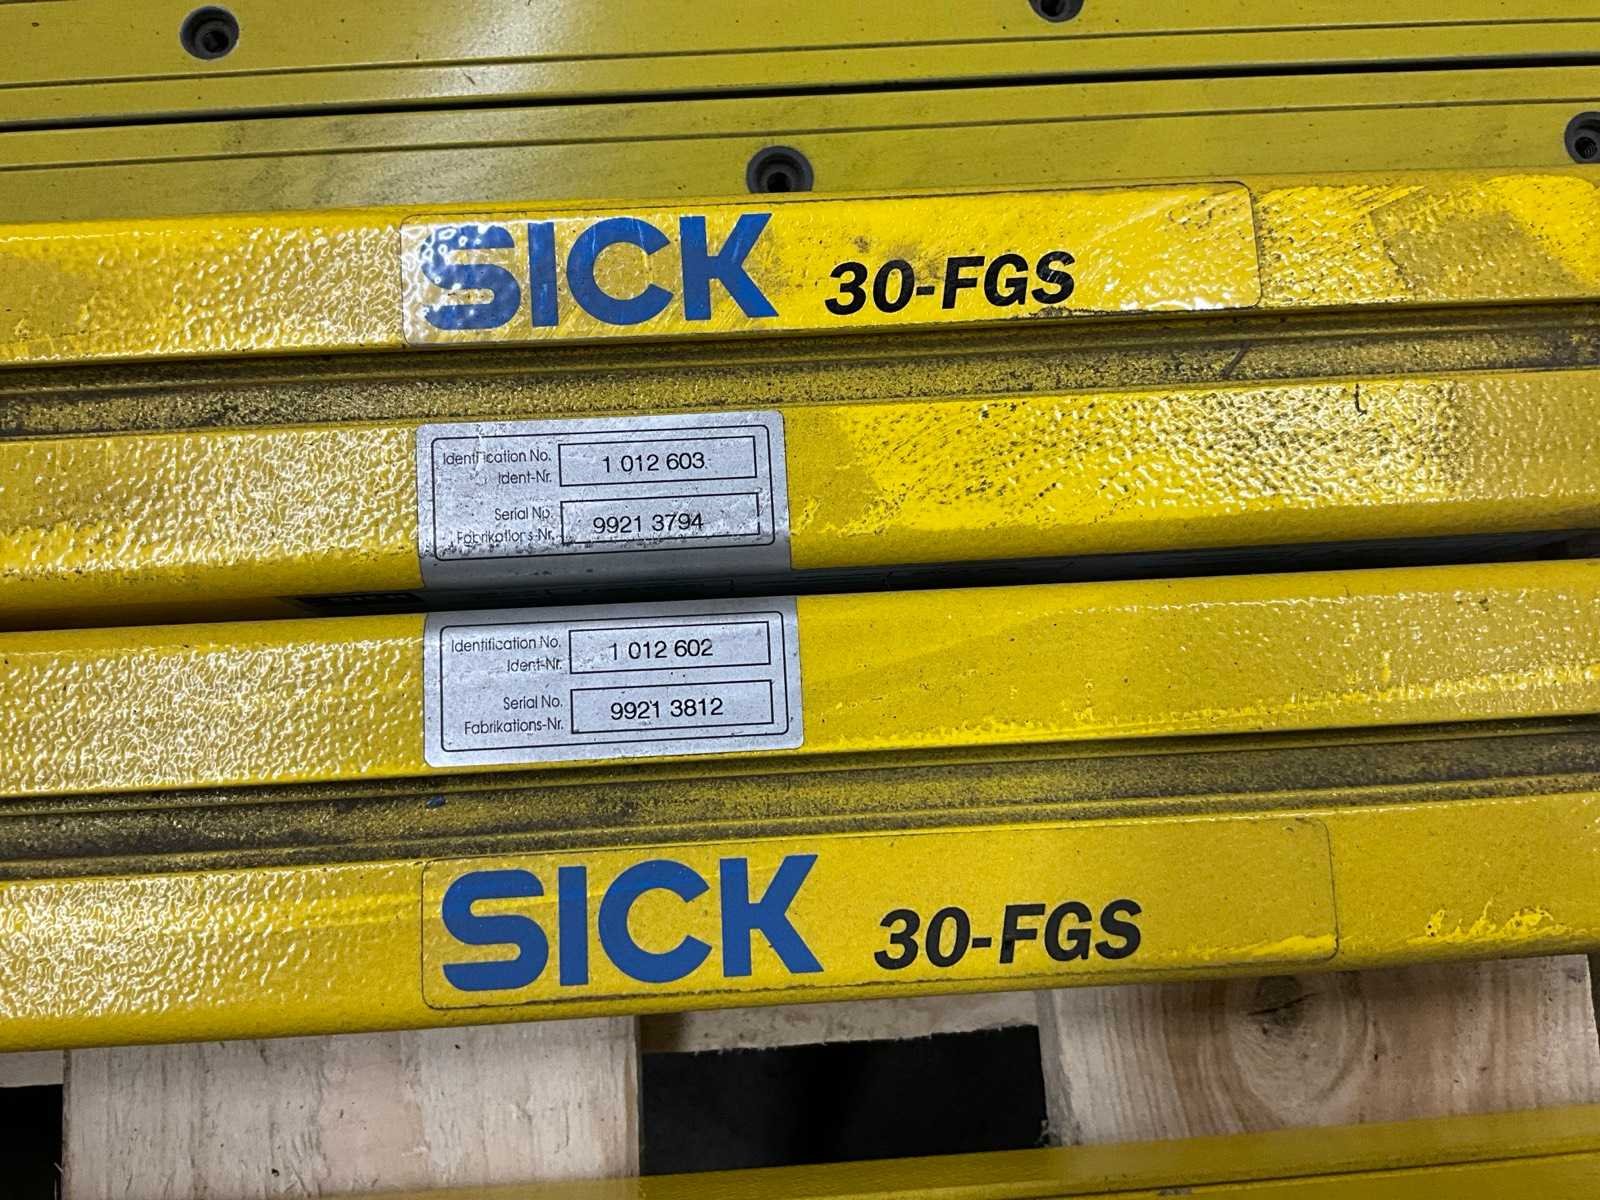 SICK 30-FGS
Identification No. 1 012 603
Ident-Nr.
Serial No. 9921 3794
Fabrikations-Nr.
Identification No. 1 012 602
Ident-Nr.
Serial No. 9921 3812
Fabrikations-Nr.
SICK 30-FGS